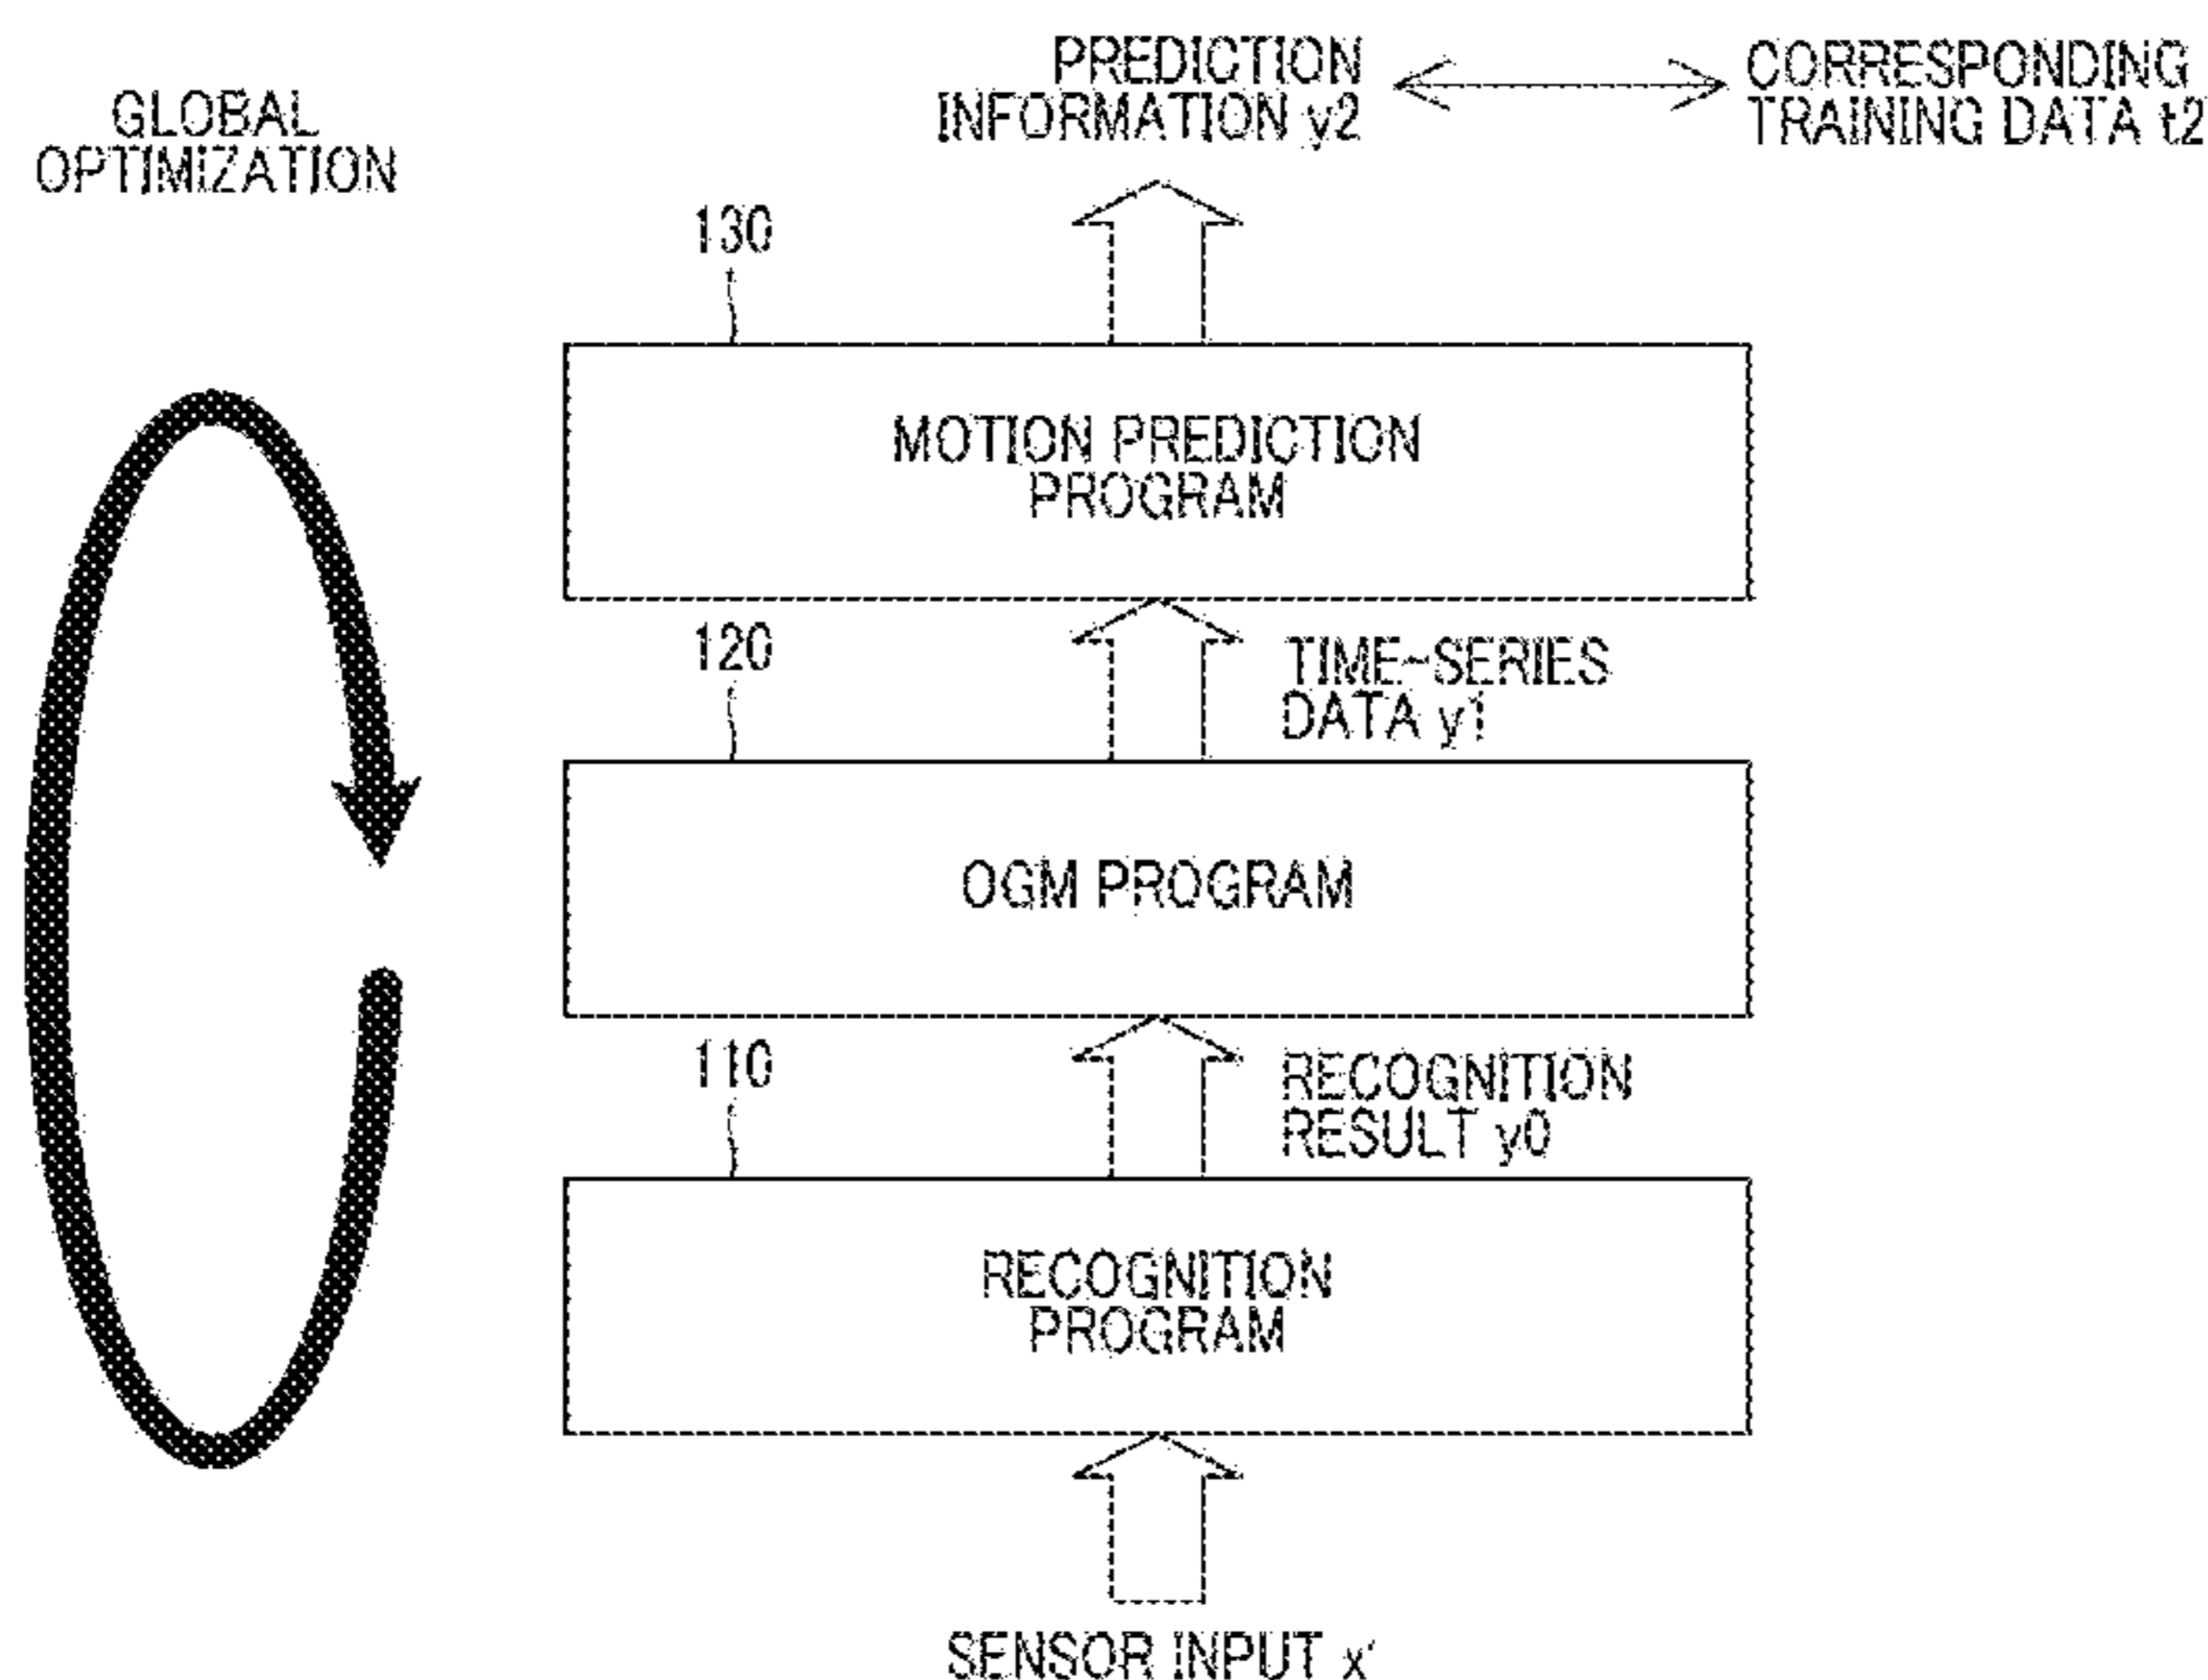 PREDICTION
INFORMATION y2
CORRESPONDING
TRAINING DATA t2
GLOBAL
OPTIMIZATION
130
MOTION PREDICTION
PROGRAM
120
TIME-SERIES
DATA y1
OGM PROGRAM
110
RECOGNITION
RESULT y0
RECOGNITION
PROGRAM
SENSOR INPUT x'